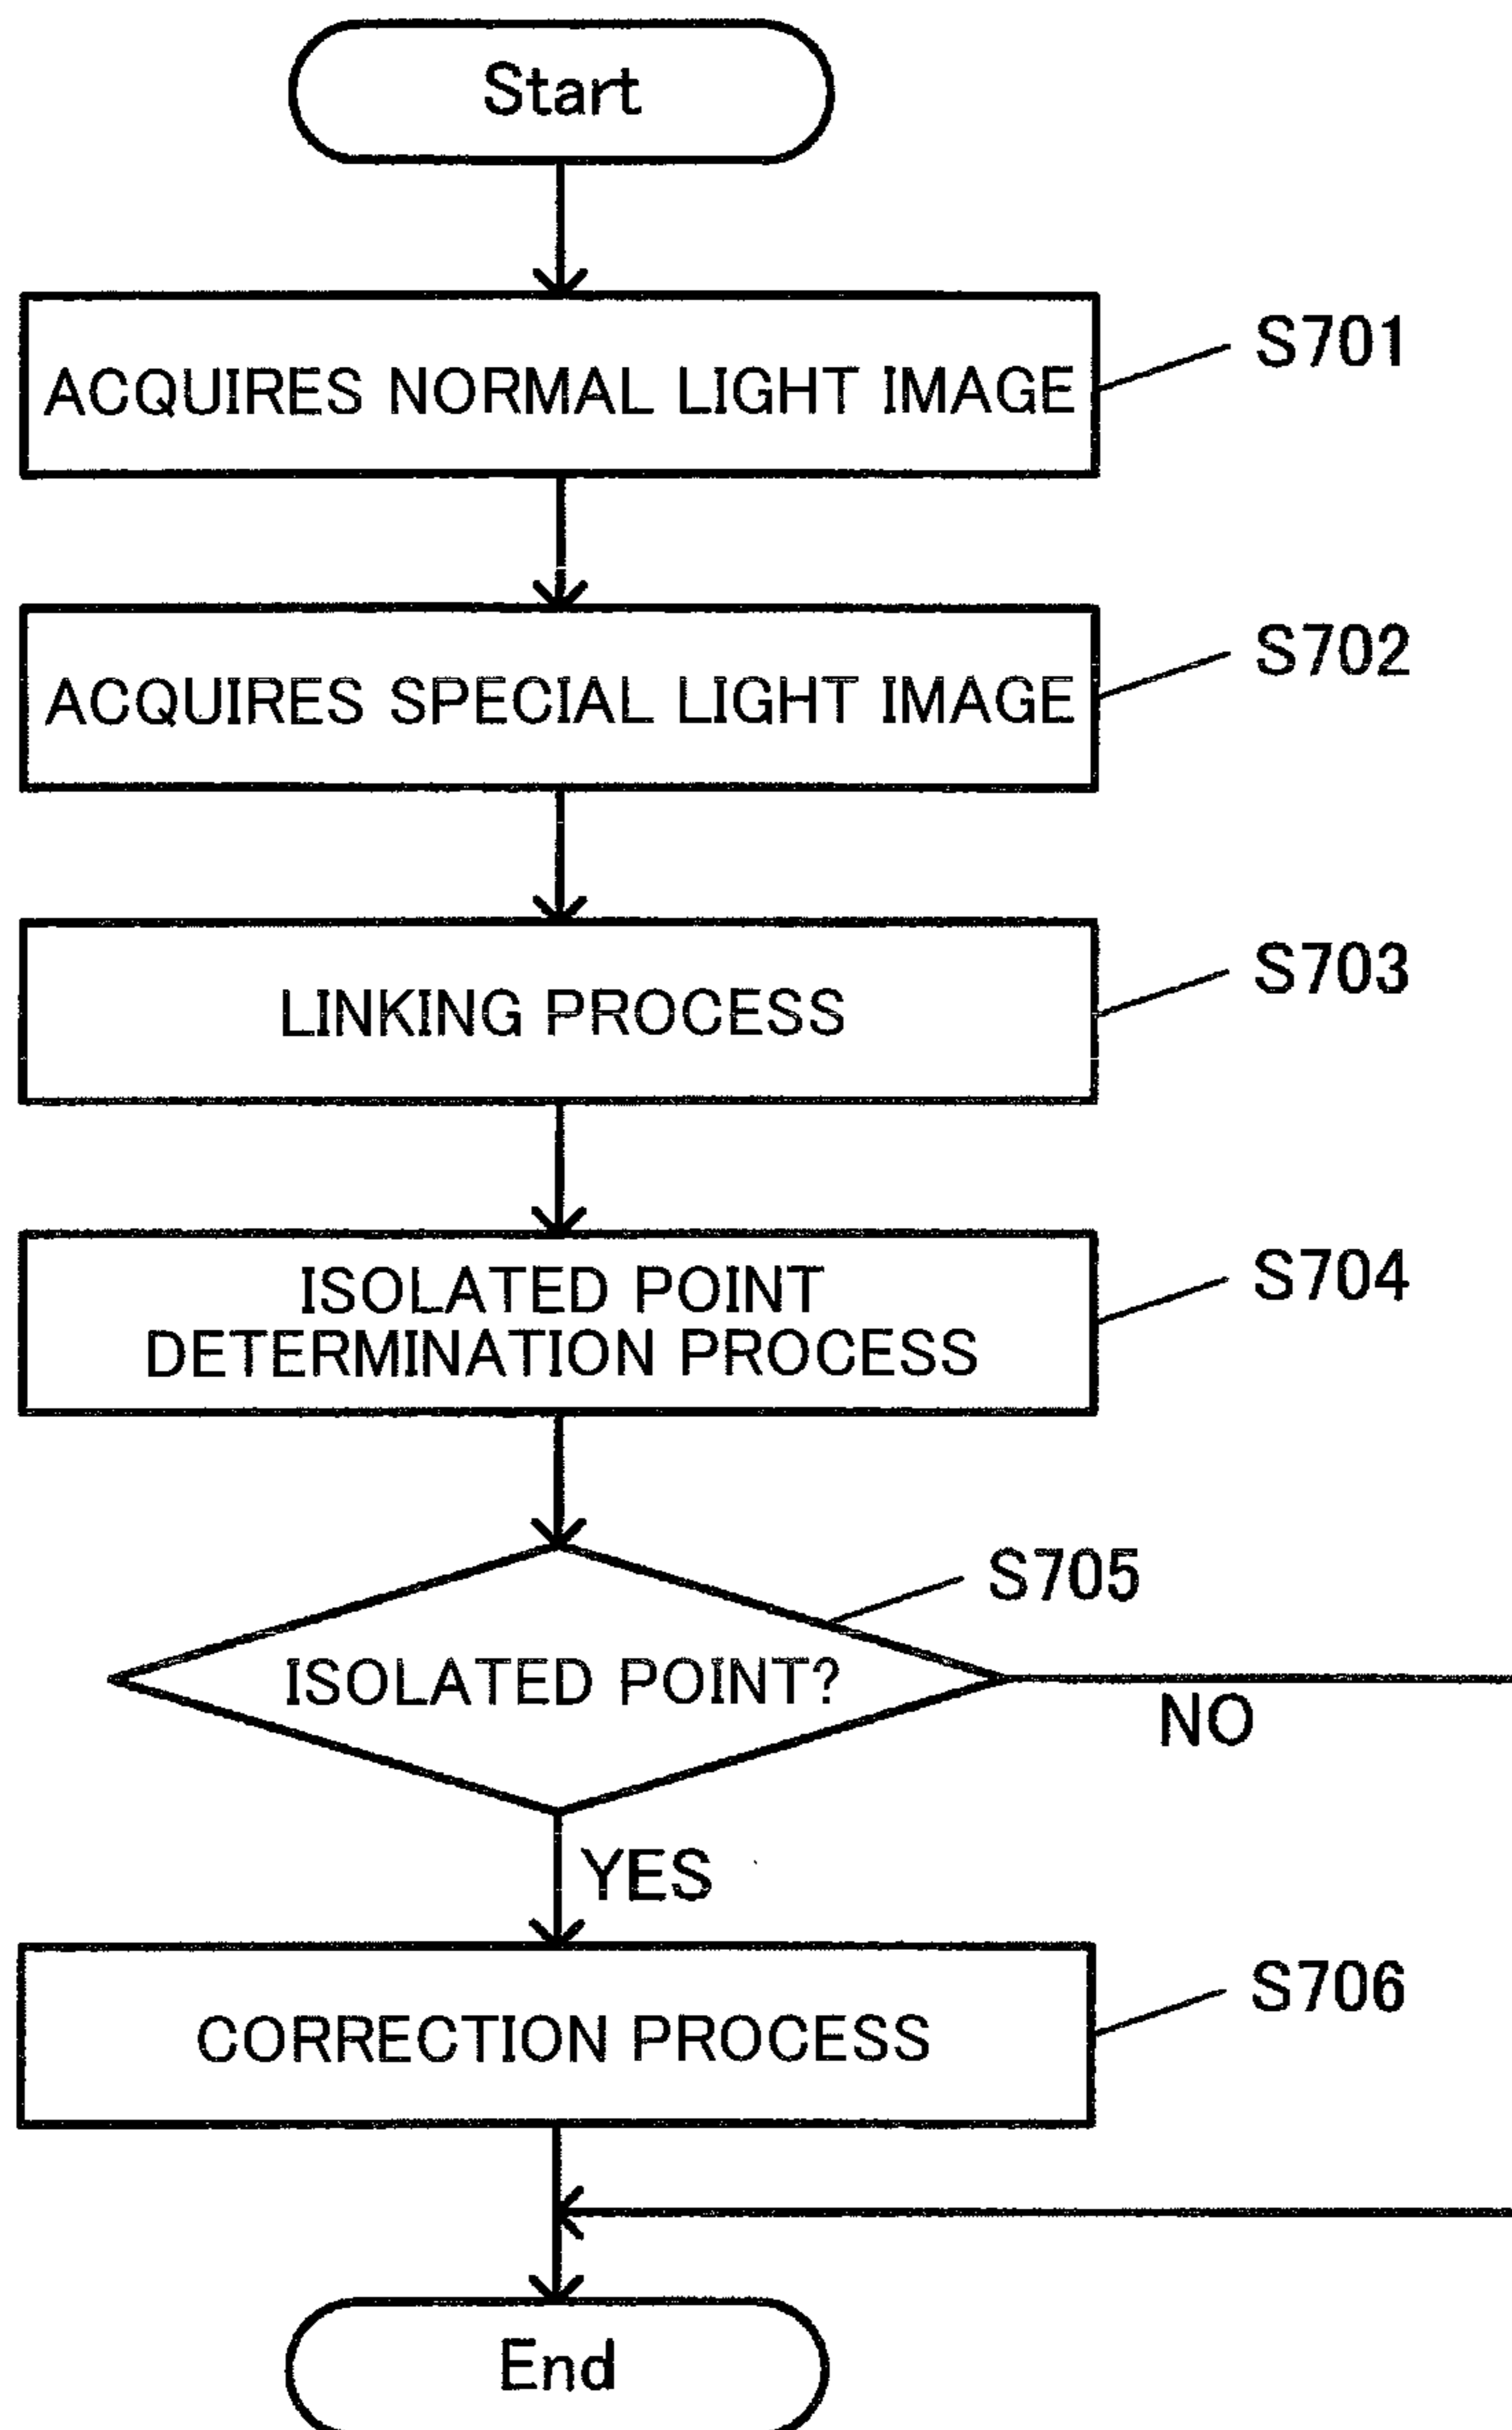 Start
ACQUIRES NORMAL LIGHT IMAGE
S701
ACQUIRES SPECIAL LIGHT IMAGE
S702
LINKING PROCESS
S703
ISOLATED POINT
DETERMINATION PROCESS
S704
S705
ISOLATED POINT?
NO
YES
CORRECTION PROCESS
S706
End